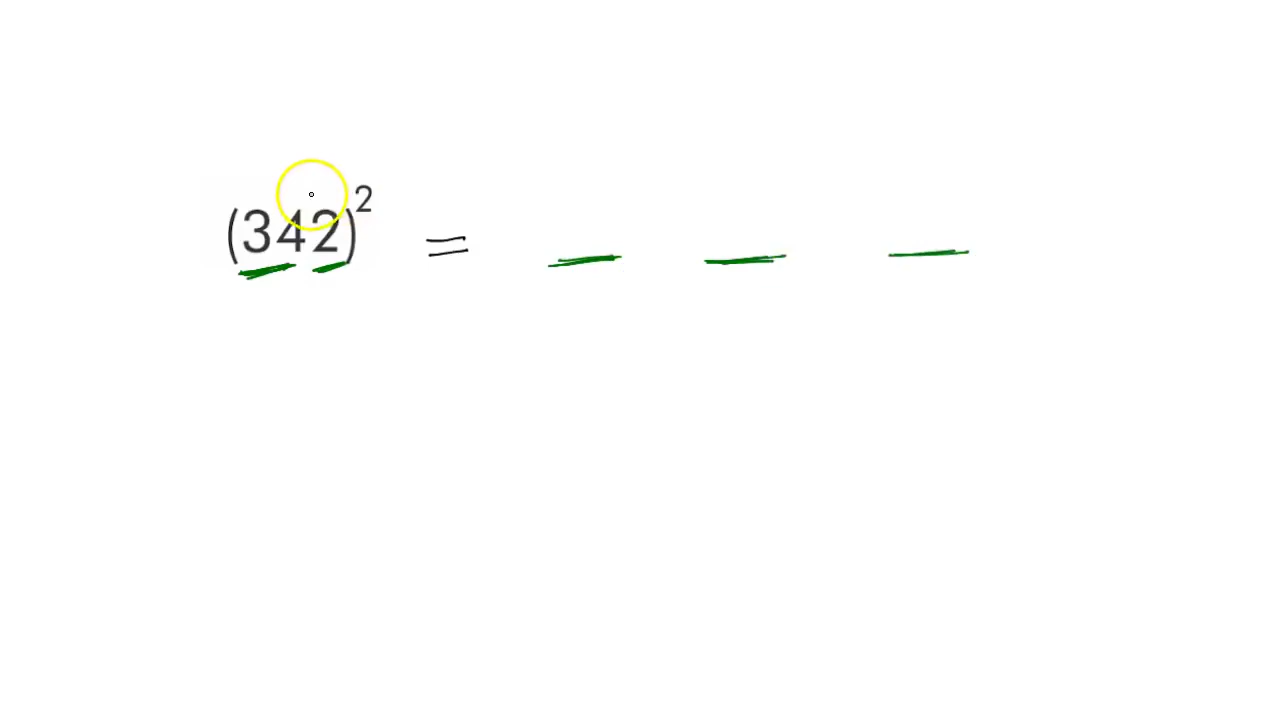 (342)² = _ _ _